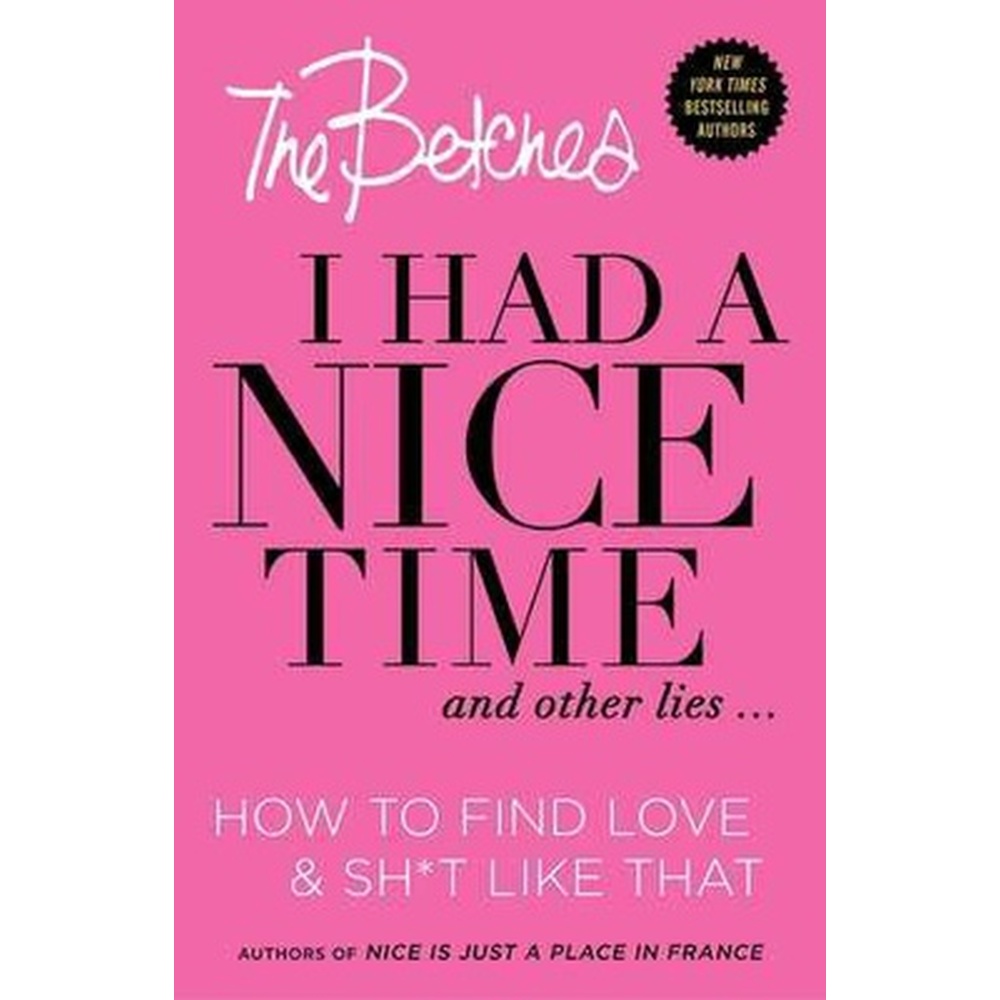 The Betches
NEW
YORK TIMES
BESTSELLING
AUTHORS
I HAD A
NICE
TIME
and other lies ...
HOW TO FIND LOVE
& SH*T LIKE THAT
AUTHORS OF NICE IS JUST A PLACE IN FRANCE